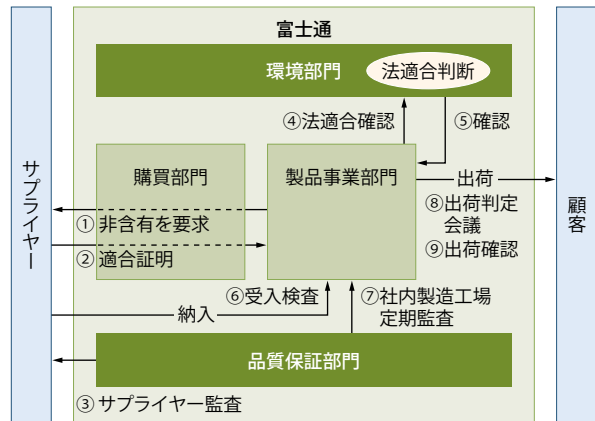 富士通
環境部門
法適合判断
④法適合確認
⑤確認
サプライヤー
購買部門
製品事業部門
出荷
⑧出荷判定
会議
⑨出荷確認
顧客
① 非含有を要求
② 適合証明
⑥受入検査
⑦社内製造工場
定期監査
納入
品質保証部門
③ サプライヤー監査